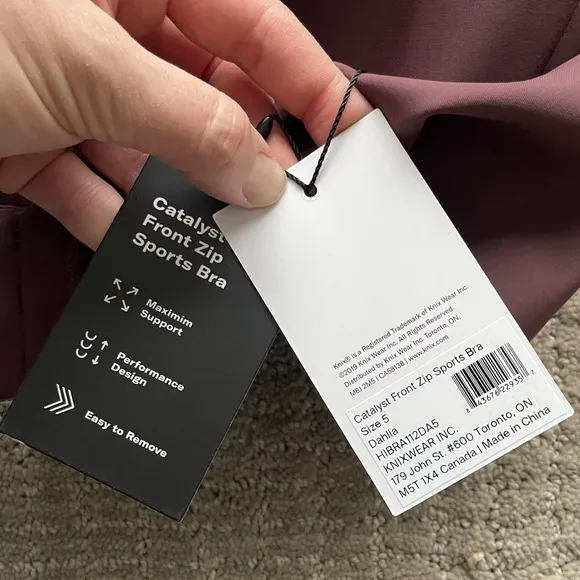 Catalyst
Front Zip
Sports Bra
Maximim
Support
Performance
Design
Easy to Remove
Knix® is a Registered Trademark of Knix Wear Inc.
©2019 Knix Wear Inc. All Rights Reserved.
Distributed by Knix Wear Inc. Toronto, ON,
M6J 2M5 | CA58138 | www.knix.com
Catalyst Front Zip Sports Bra
Size 5
Dahlia
HIBRA112DA5
KNIXWEAR INC.
179 John St. #600 Toronto, ON
M5T 1X4 Canada | Made in China